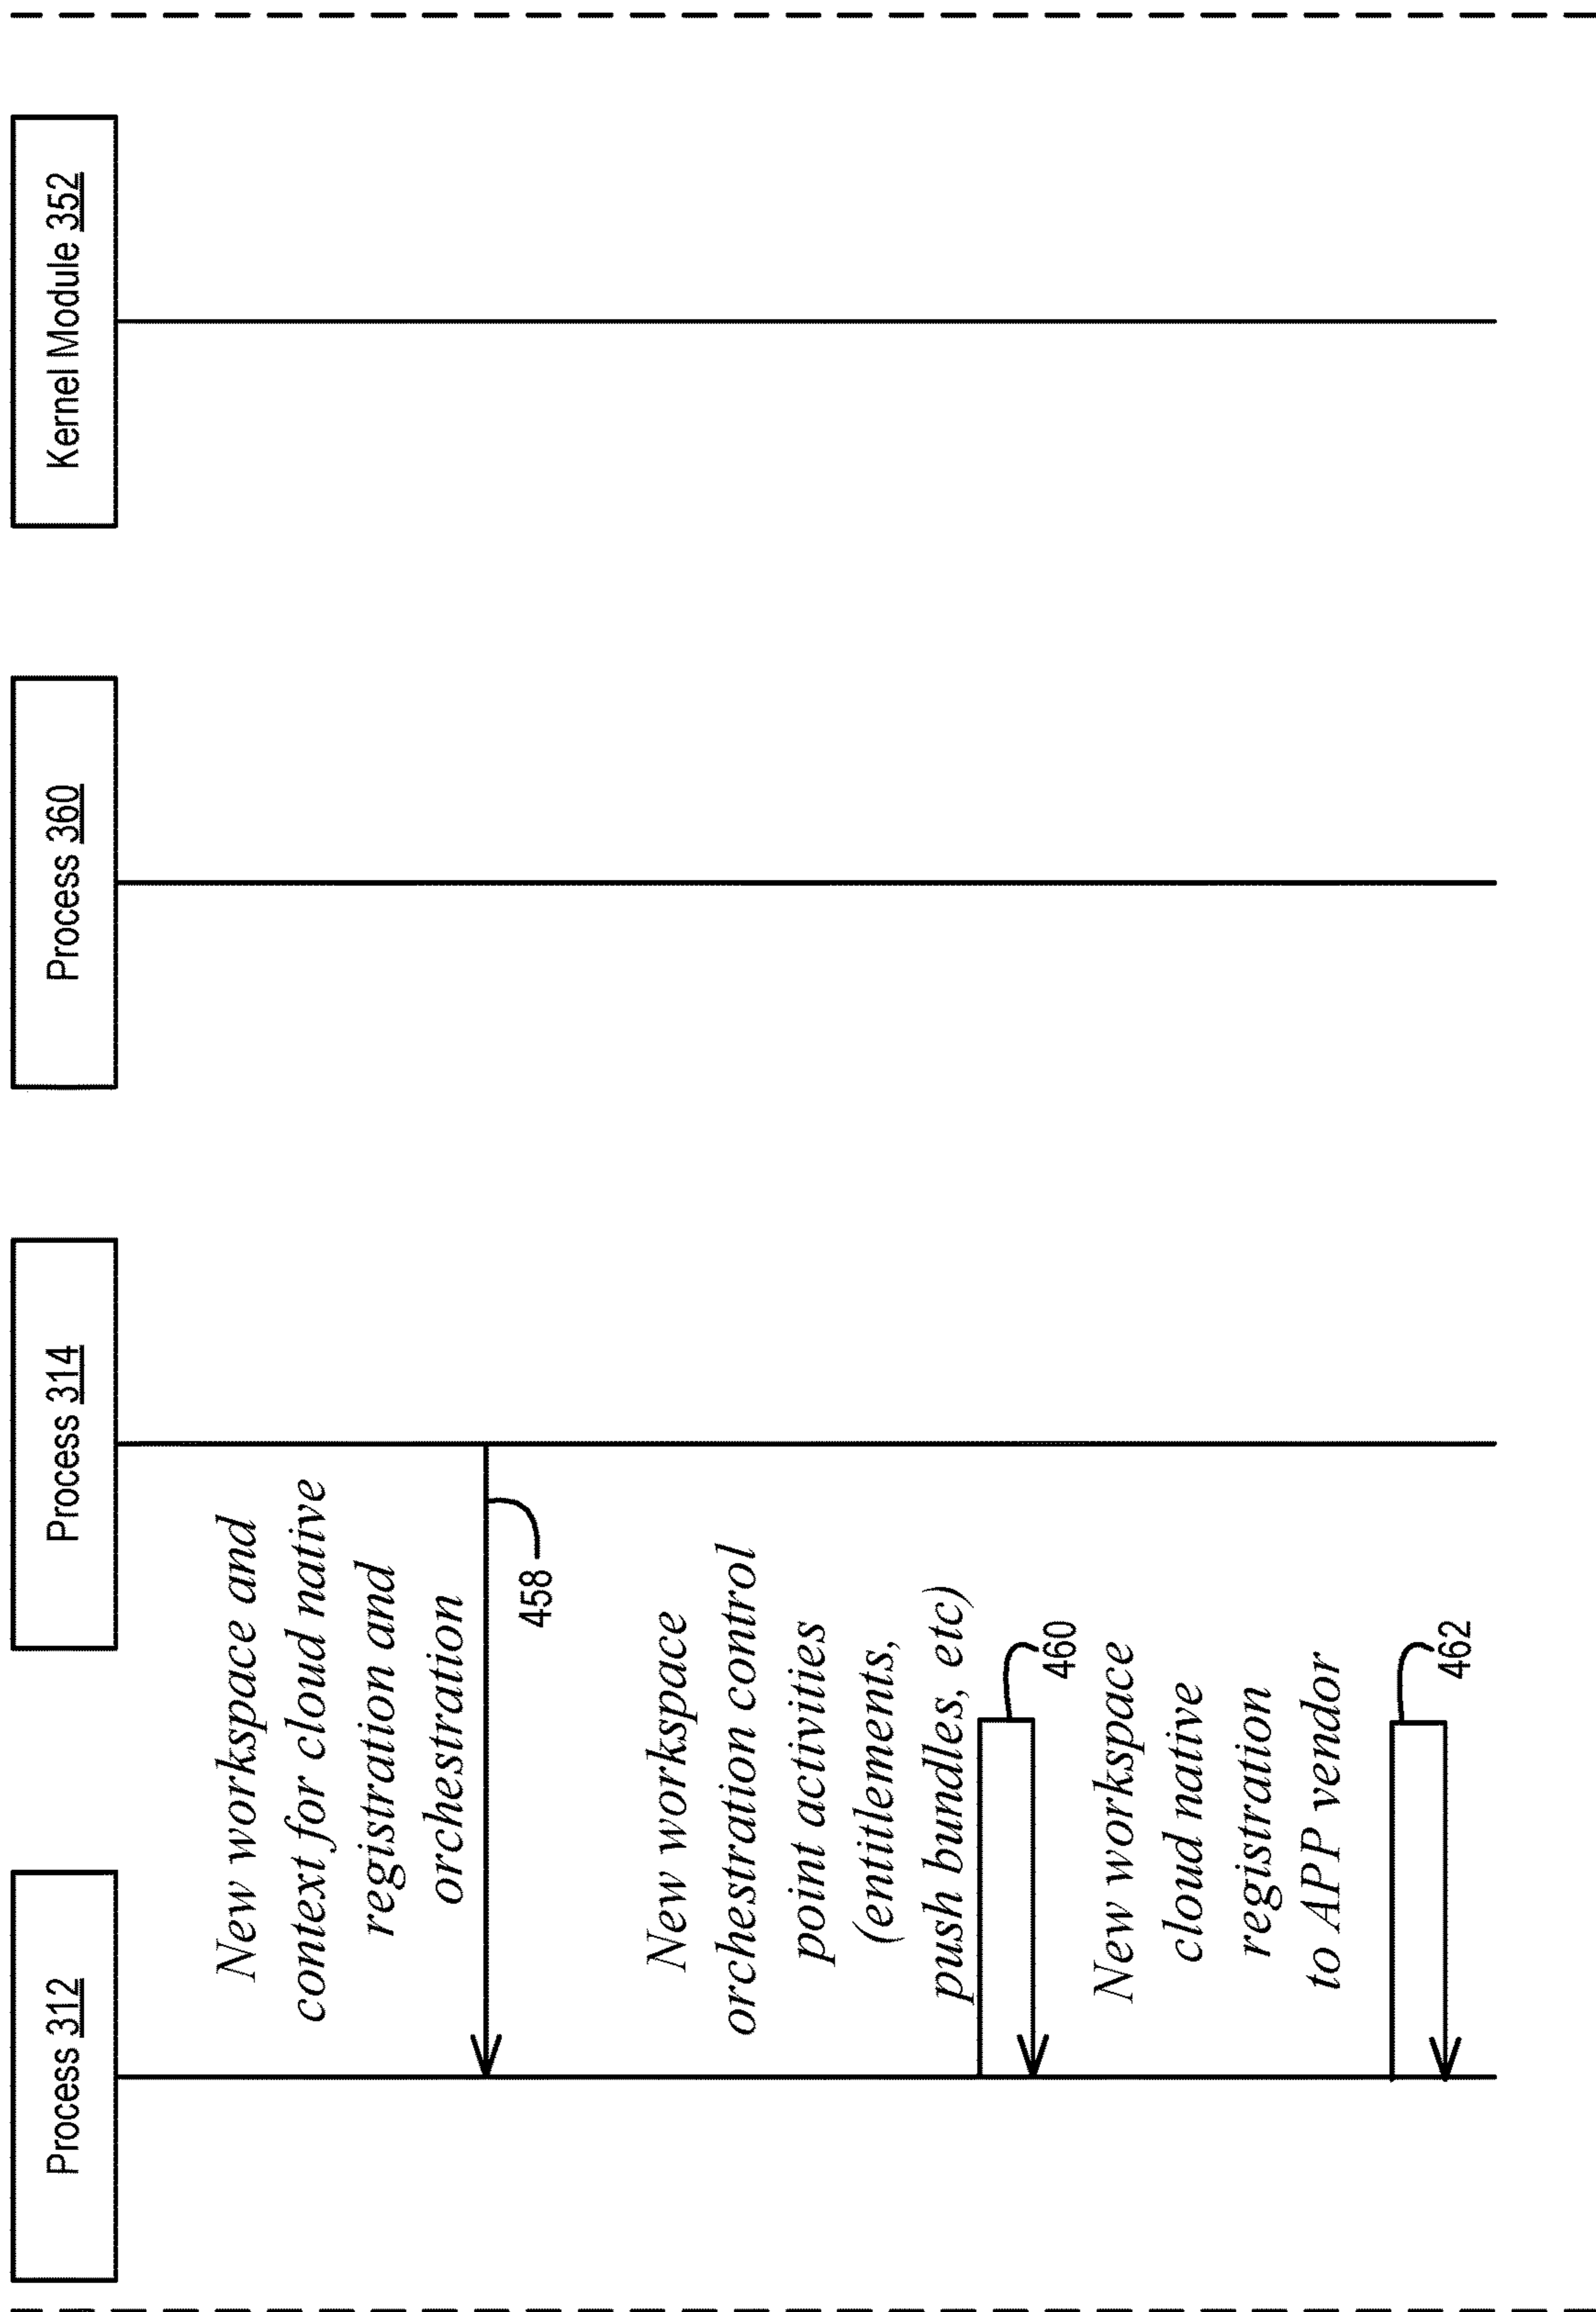 Process 312
Process 314
Process 360
Kernel Module 352
New workspace and
context for cloud native
registration and
orchestration
458
New workspace
orchestration control
point activities
(entitlements,
push bundles, etc)
460
New workspace
cloud native
registration
to APP vendor
462